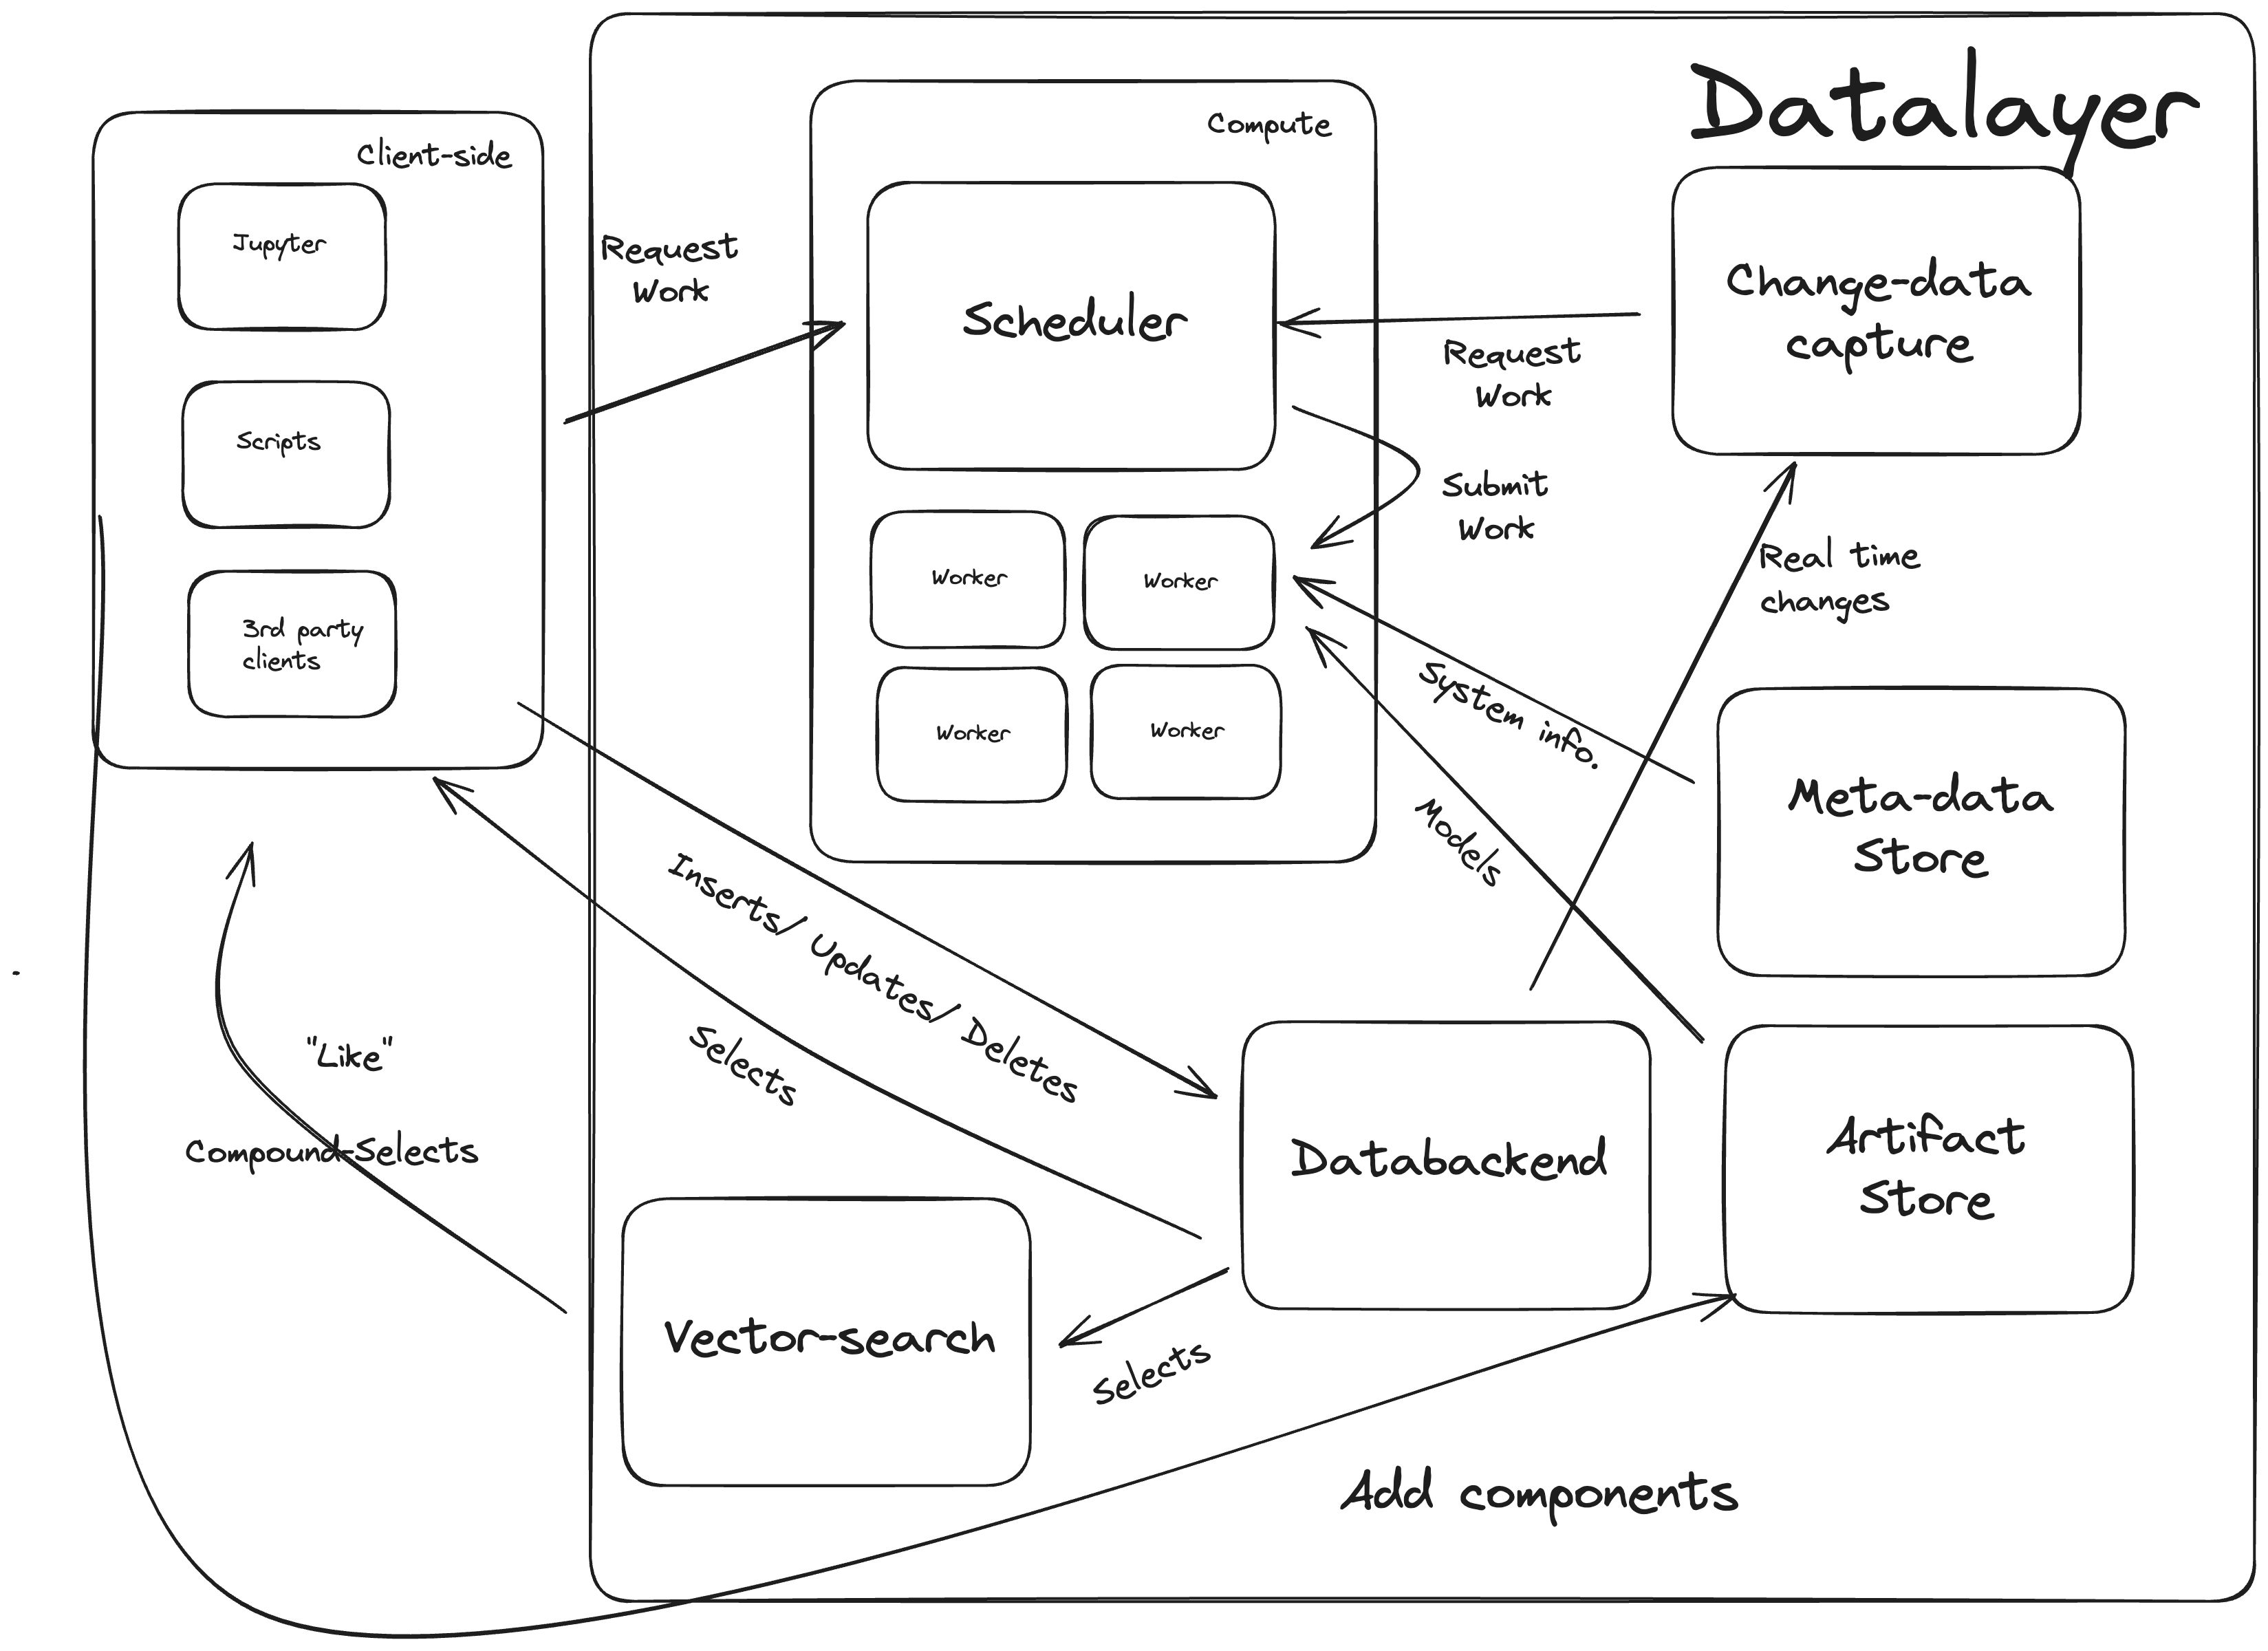 Datalayer
Client-side
Jupyter
Scripts
3rd party
clients
Request
Work
Compute
Scheduler
Worker
Worker
Worker
Worker
Change-data
capture
Request
Work
Submit
Work
Real time
changes
System info.
Models
Meta-data
Store
Inserts/ Updates/ Deletes
Selects
"Like"
Compound-Selects
Databackend
Artifact
Store
Vector-search
Selects
Add components